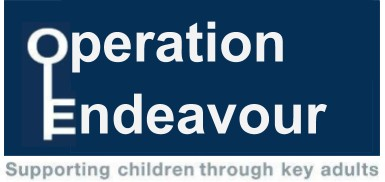 Operation
Endeavour
Supporting children through key adults